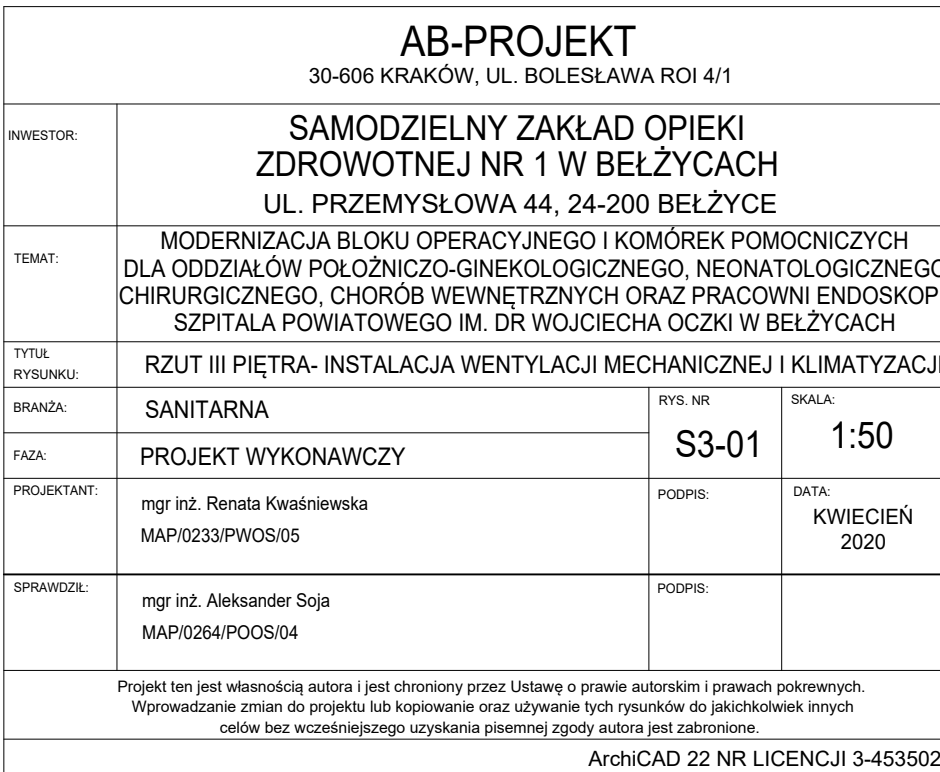 AB-PROJEKT
30-606 KRAKÓW, UL. BOLESŁAWA ROI 4/1
INWESTOR:
SAMODZIELNY ZAKŁAD OPIEKI
ZDROWOTNEJ NR 1 W BEŁŻYCACH
UL. PRZEMYSŁOWA 44, 24-200 BEŁŻYCE
TEMAT:
MODERNIZACJA BLOKU OPERACYJNEGO I KOMÓREK POMOCNICZYCH
DLA ODDZIAŁÓW POŁOŻNICZO-GINEKOLOGICZNEGO, NEONATOLOGICZNEGO
CHIRURGICZNEGO, CHORÓB WEWNĘTRZNYCH ORAZ PRACOWNI ENDOSKOP
SZPITALA POWIATOWEGO IM. DR WOJCIECHA OCZKI W BEŁŻYCACH
TYTUŁ
RYSUNKU:
RZUT III PIĘTRA- INSTALACJA WENTYLACJI MECHANICZNEJ I KLIMATYZACJI
BRANŻA:
SANITARNA
RYS. NR
S3-01
SKALA:
1:50
FAZA:
PROJEKT WYKONAWCZY
PROJEKTANT:
mgr inż. Renata Kwaśniewska
MAP/0233/PWOS/05
PODPIS:
DATA:
KWIECIEŃ
2020
SPRAWDZIŁ:
mgr inż. Aleksander Soja
MAP/0264/POOS/04
PODPIS:
Projekt ten jest własnością autora i jest chroniony przez Ustawę o prawie autorskim i prawach pokrewnych.
Wprowadzanie zmian do projektu lub kopiowanie oraz używanie tych rysunków do jakichkolwiek innych
celów bez wcześniejszego uzyskania pisemnej zgody autora jest zabronione.
ArchiCAD 22 NR LICENCJI 3-453502